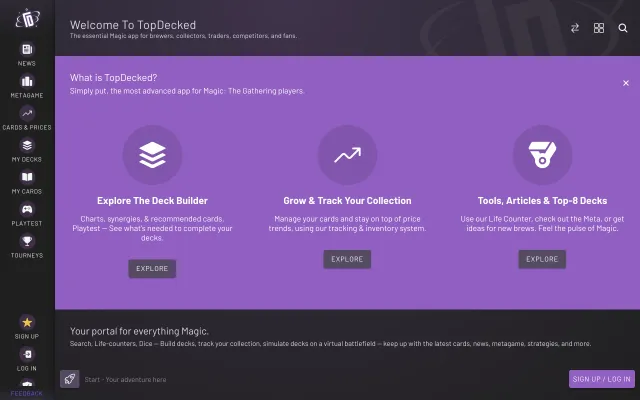 NEWS
METAGAME
CARDS & PRICES
MY DECKS
MY CARDS
PLAYTEST
TOURNEYS
SIGN UP
LOG IN
FEEDBACK
Welcome To TopDecked
The essential Magic app for brewers, collectors, traders, competitors, and fans.
What is TopDecked?
Simply put, the most advanced app for Magic: The Gathering players.
Explore The Deck Builder
Charts, synergies, & recommended cards.
Playtest — See what's needed to complete your
decks.
EXPLORE
Grow & Track Your Collection
Manage your cards and stay on top of price
trends, using our tracking & inventory system.
EXPLORE
Tools, Articles & Top-8 Decks
Use our Life Counter, check out the Meta, or get
ideas for new brews. Feel the pulse of Magic.
EXPLORE
Your portal for everything Magic.
Search, Life-counters, Dice — Build decks, track your collection, simulate decks on a virtual battlefield — keep up with the latest cards, news, metagame, strategies, and more.
Start - Your adventure here
SIGN UP / LOG IN